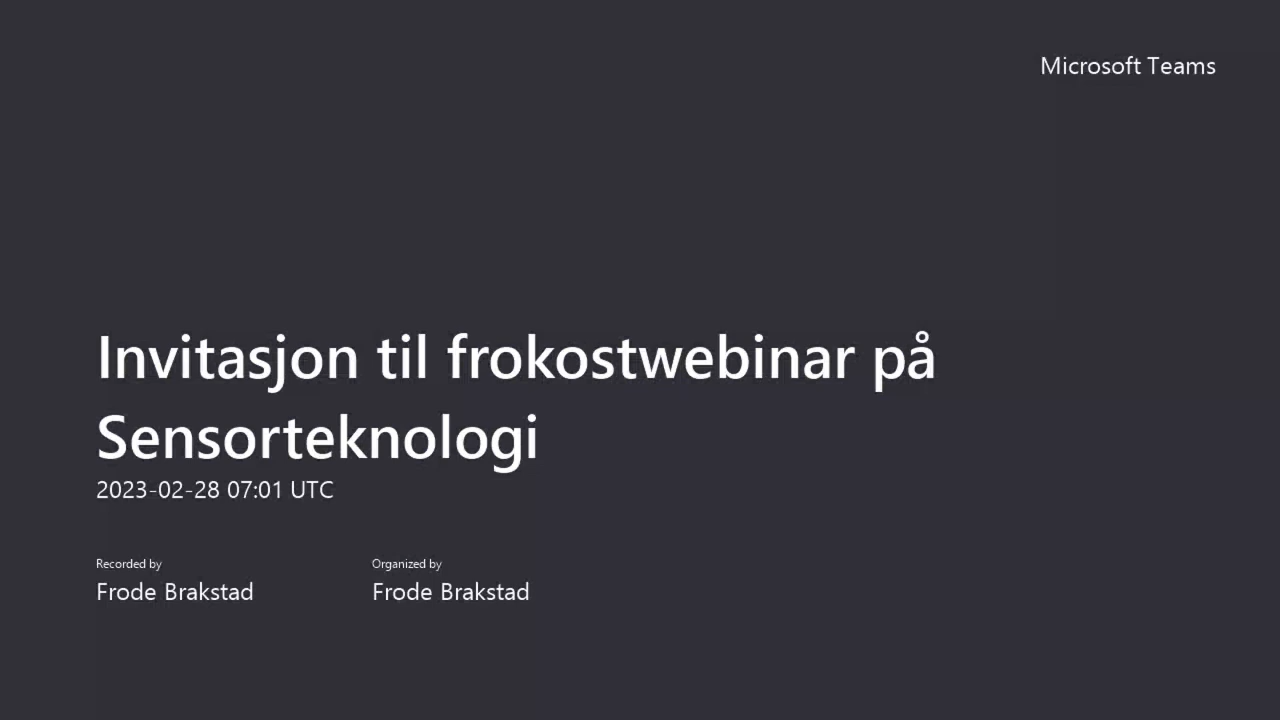 Microsoft Teams
Invitasjon til frokostwebinar på
Sensorteknologi
2023-02-28 07:01 UTC
Recorded by
Frode Brakstad
Organized by
Frode Brakstad